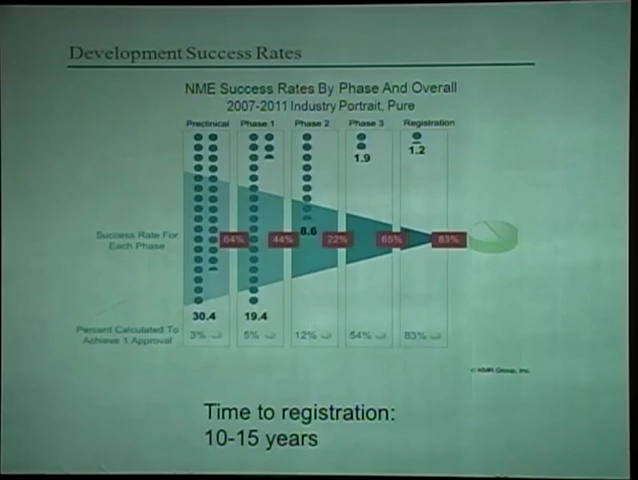 Development Success Rates
NME Success Rates By Phase And Overall
2007-2011 Industry Portrait, Pure
Preclinical Phase 1 Phase 2 Phase 3 Registration
1.9 1.2
8.6
Success Rate For
Each Phase
64% 44% 22% 65% 83%
30.4 19.4
Percent Calculated To
Achieve 1 Approval
3% 5% 12% 54% 83%
© KMR Group, Inc.
Time to registration:
10-15 years